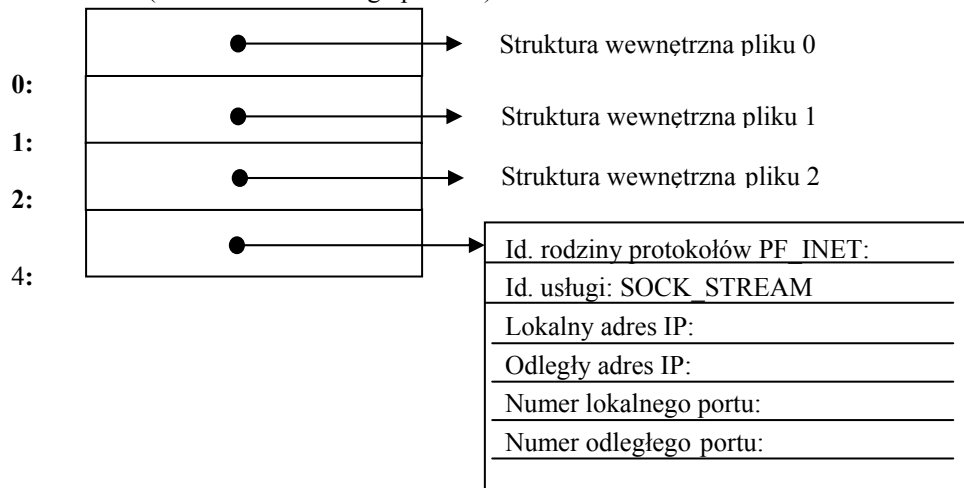 Struktura wewnętrzna pliku 0
0:
Struktura wewnętrzna pliku 1
1:
Struktura wewnętrzna pliku 2
2:
Id. rodziny protokołów PF_INET:
4:
Id. usługi: SOCK_STREAM
Lokalny adres IP:
Odległy adres IP:
Numer lokalnego portu:
Numer odległego portu: